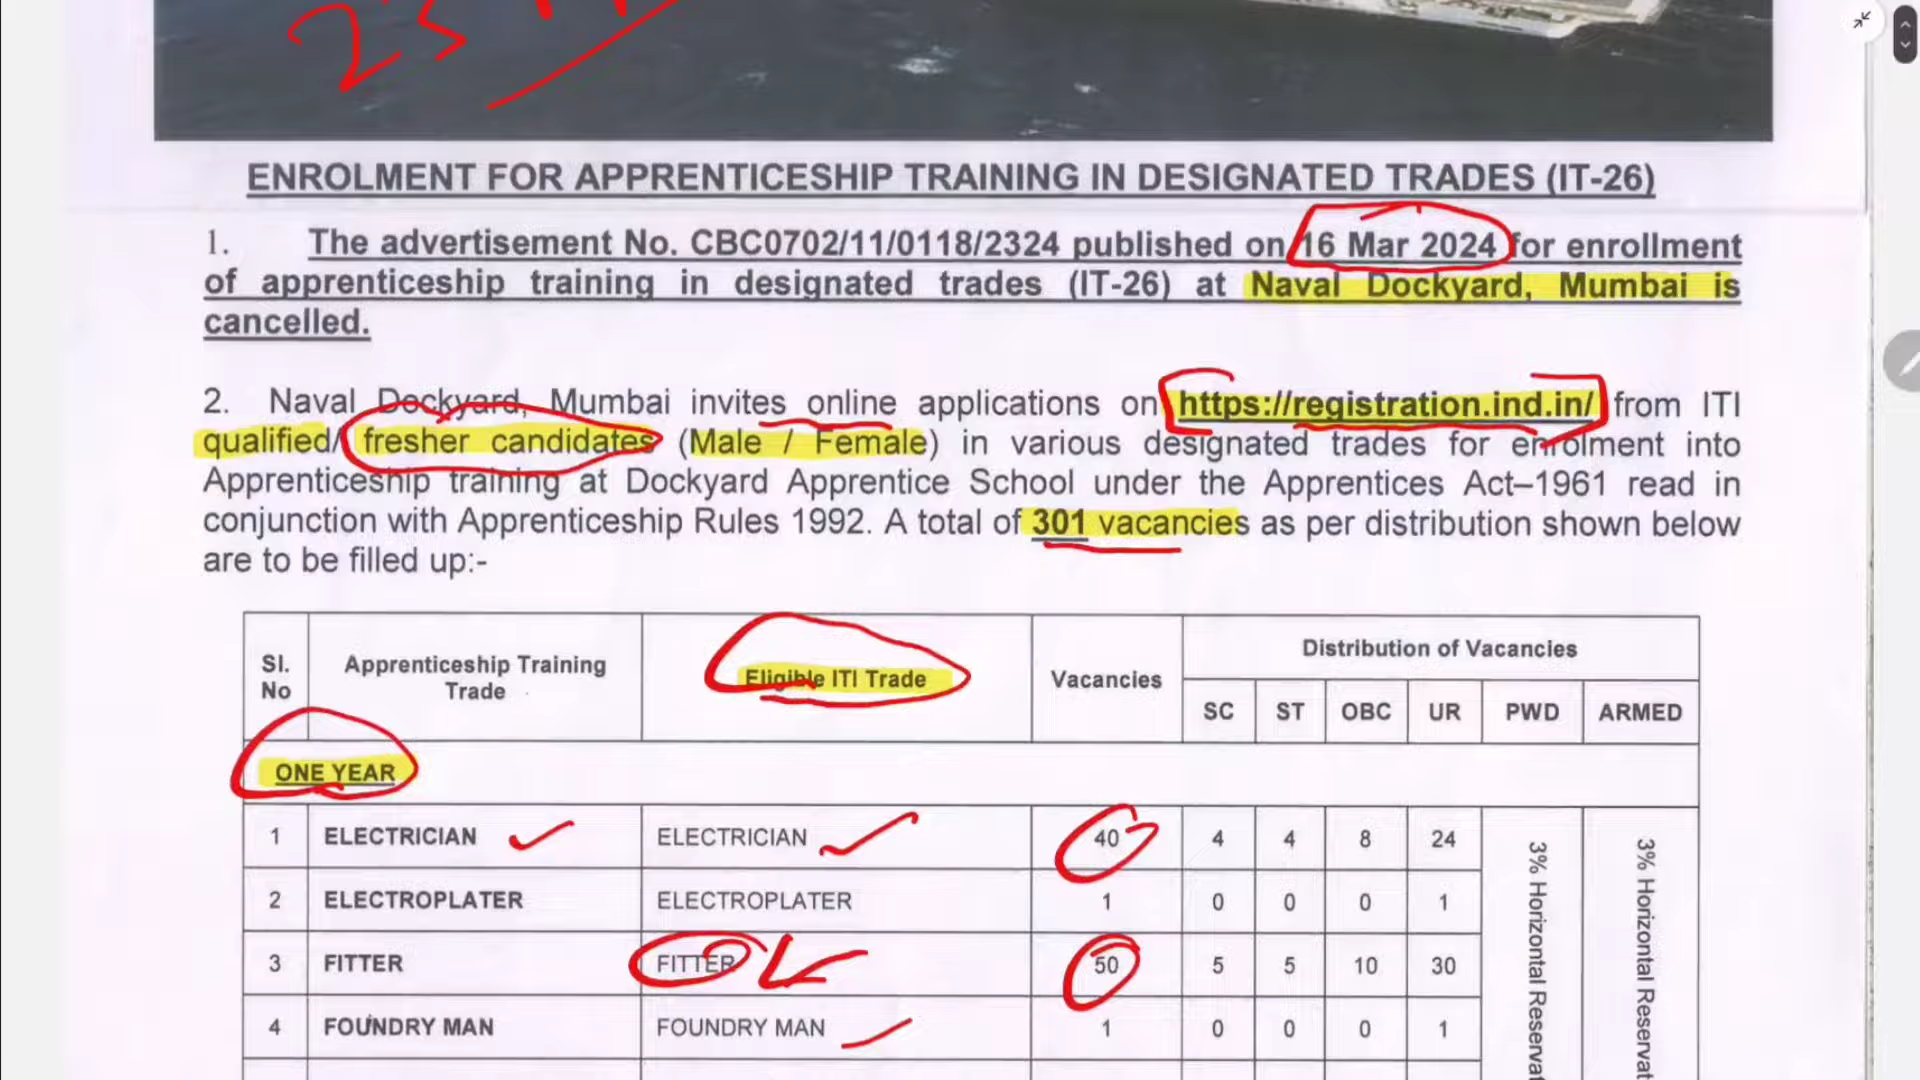 23
ENROLMENT FOR APPRENTICESHIP TRAINING IN DESIGNATED TRADES (IT-26)
1. The advertisement No. CBC0702/11/0118/2324 published on 16 Mar 2024 for enrollment
of apprenticeship training in designated trades (IT-26) at Naval Dockyard, Mumbai is
cancelled.
2. Naval Dockyard, Mumbai invites online applications on https://registration.ind.in/ from ITI
qualified/ fresher candidates (Male / Female) in various designated trades for enrolment into
Apprenticeship training at Dockyard Apprentice School under the Apprentices Act–1961 read in
conjunction with Apprenticeship Rules 1992. A total of 301 vacancies as per distribution shown below
are to be filled up:-
Sl. No Apprenticeship Training Trade Eligible ITI Trade Vacancies Distribution of Vacancies
SC ST OBC UR PWD ARMED
ONE YEAR
1 ELECTRICIAN ELECTRICIAN 40 4 4 8 24
2 ELECTROPLATER ELECTROPLATER 1 0 0 0 1
3 FITTER FITTER 50 5 5 10 30
4 FOUNDRY MAN FOUNDRY MAN 1 0 0 0 1
3% Horizontal Reservat
3% Horizontal Reservat